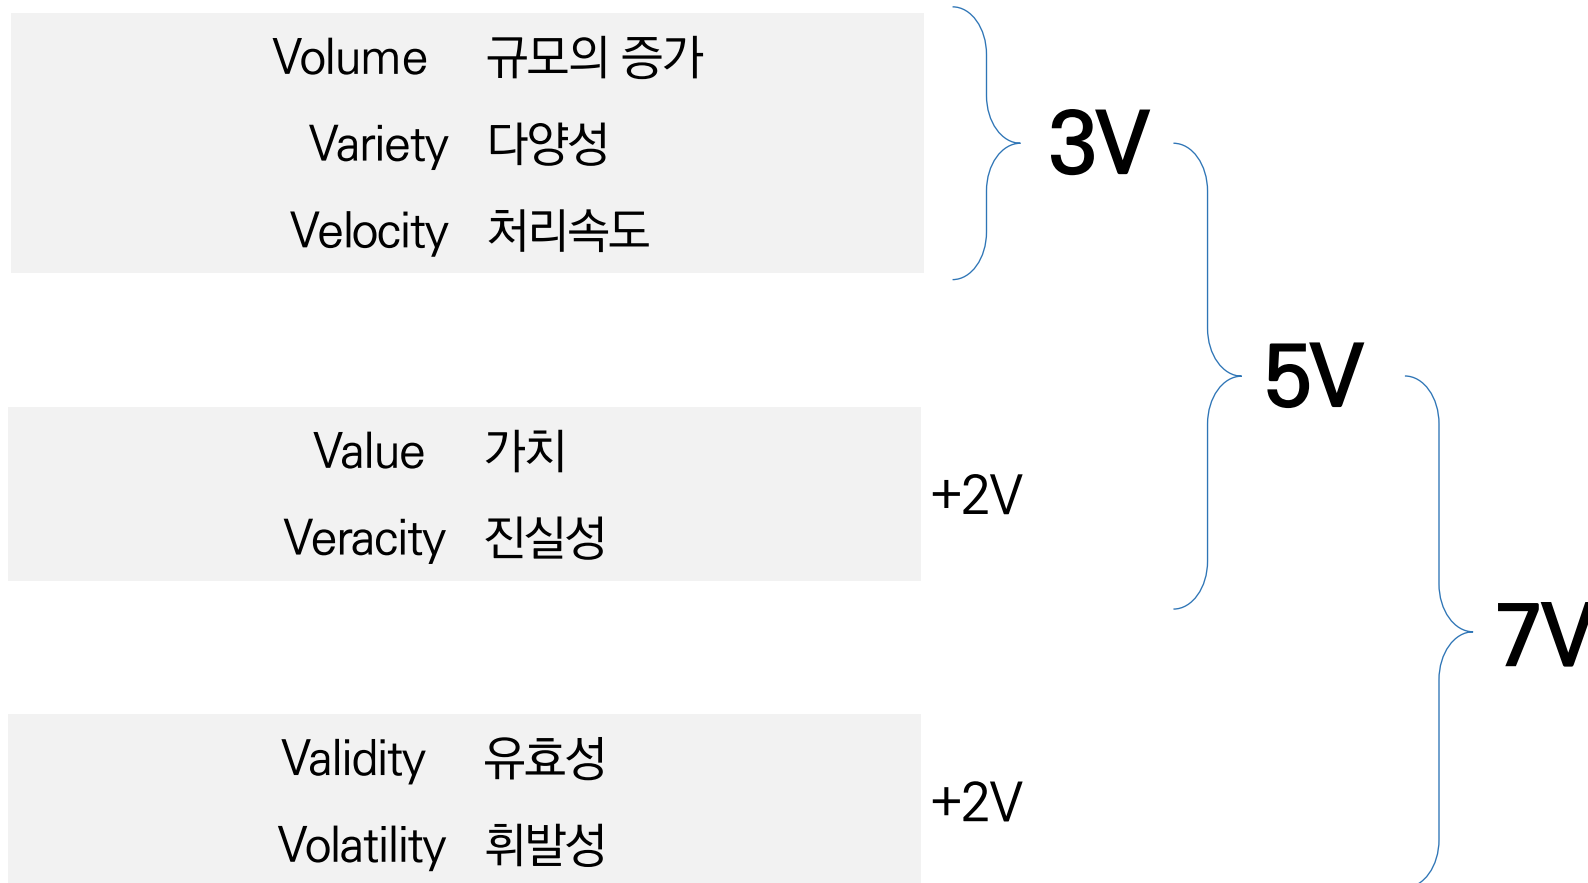 Volume 규모의 증가
Variety 다양성
Velocity 처리속도
3V
Value 가치
Veracity 진실성
+2V
5V
Validity 유효성
Volatility 휘발성
+2V
7V